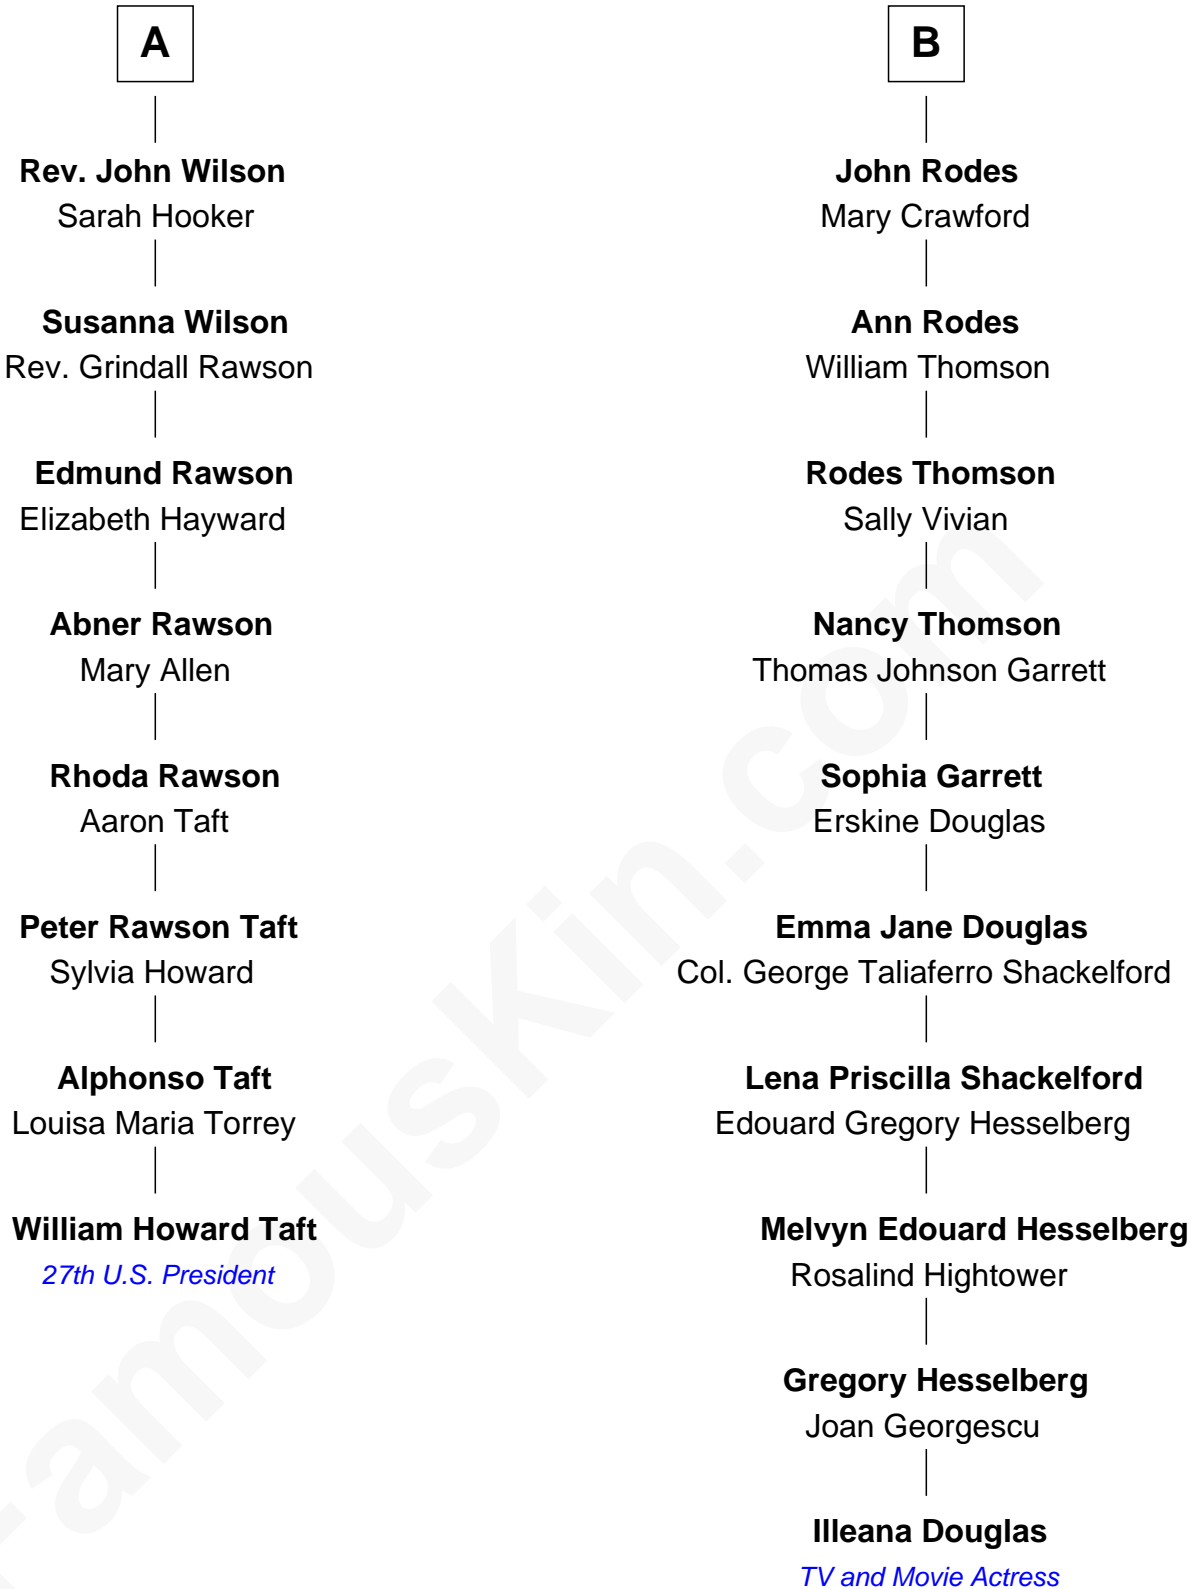 A
Rev. John Wilson
Sarah Hooker
Susanna Wilson
Rev. Grindall Rawson
Edmund Rawson
Elizabeth Hayward
Abner Rawson
Mary Allen
Rhoda Rawson
Aaron Taft
Peter Rawson Taft
Sylvia Howard
Alphonso Taft
Louisa Maria Torrey
William Howard Taft
27th U.S. President
B
John Rodes
Mary Crawford
Ann Rodes
William Thomson
Rodes Thomson
Sally Vivian
Nancy Thomson
Thomas Johnson Garrett
Sophia Garrett
Erskine Douglas
Emma Jane Douglas
Col. George Taliaferro Shackelford
Lena Priscilla Shackelford
Edouard Gregory Hesselberg
Melvyn Edouard Hesselberg
Rosalind Hightower
Gregory Hesselberg
Joan Georgescu
Illeana Douglas
TV and Movie Actress
FamousKin.com